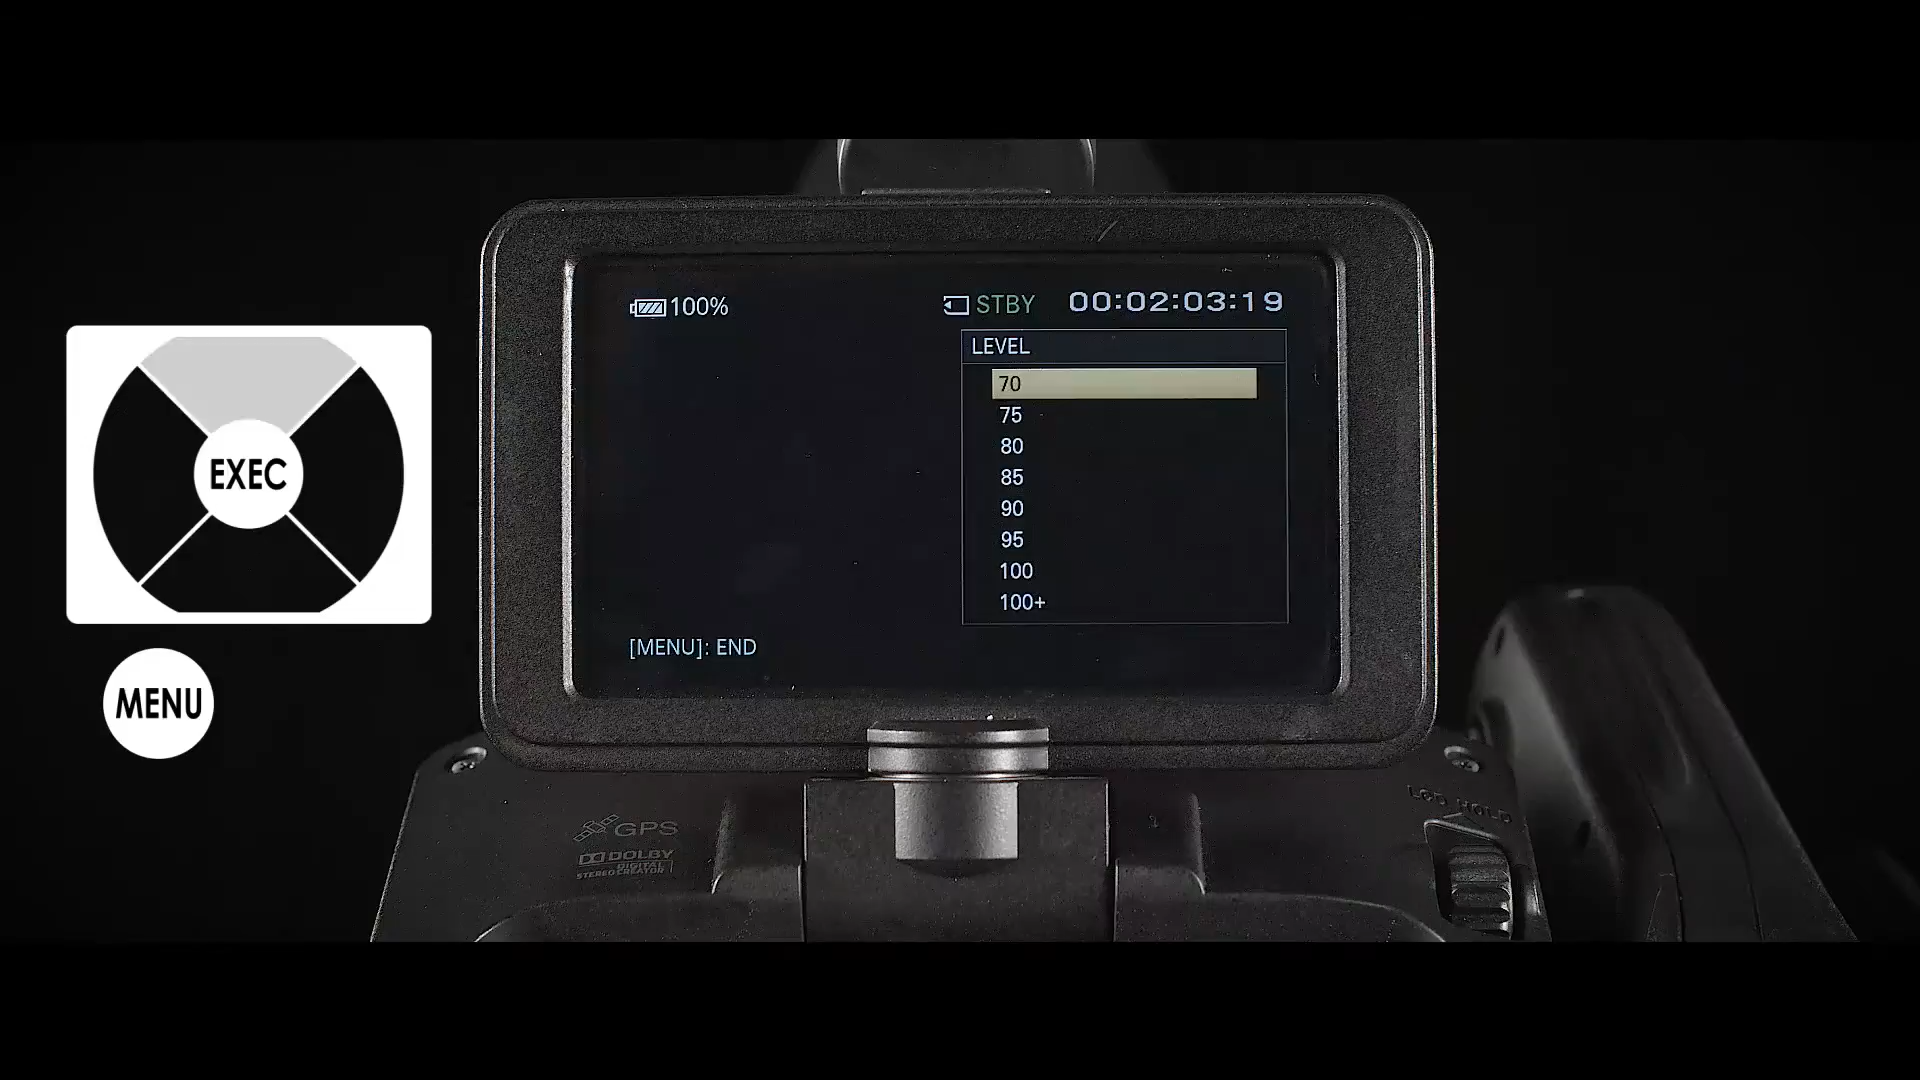 100%
STBY 00:02:03:19
LEVEL
70
75
80
85
90
95
100
100+
[MENU]: END
EXEC
MENU
GPS
DOLBY
DIGITAL
STEREO CREATOR